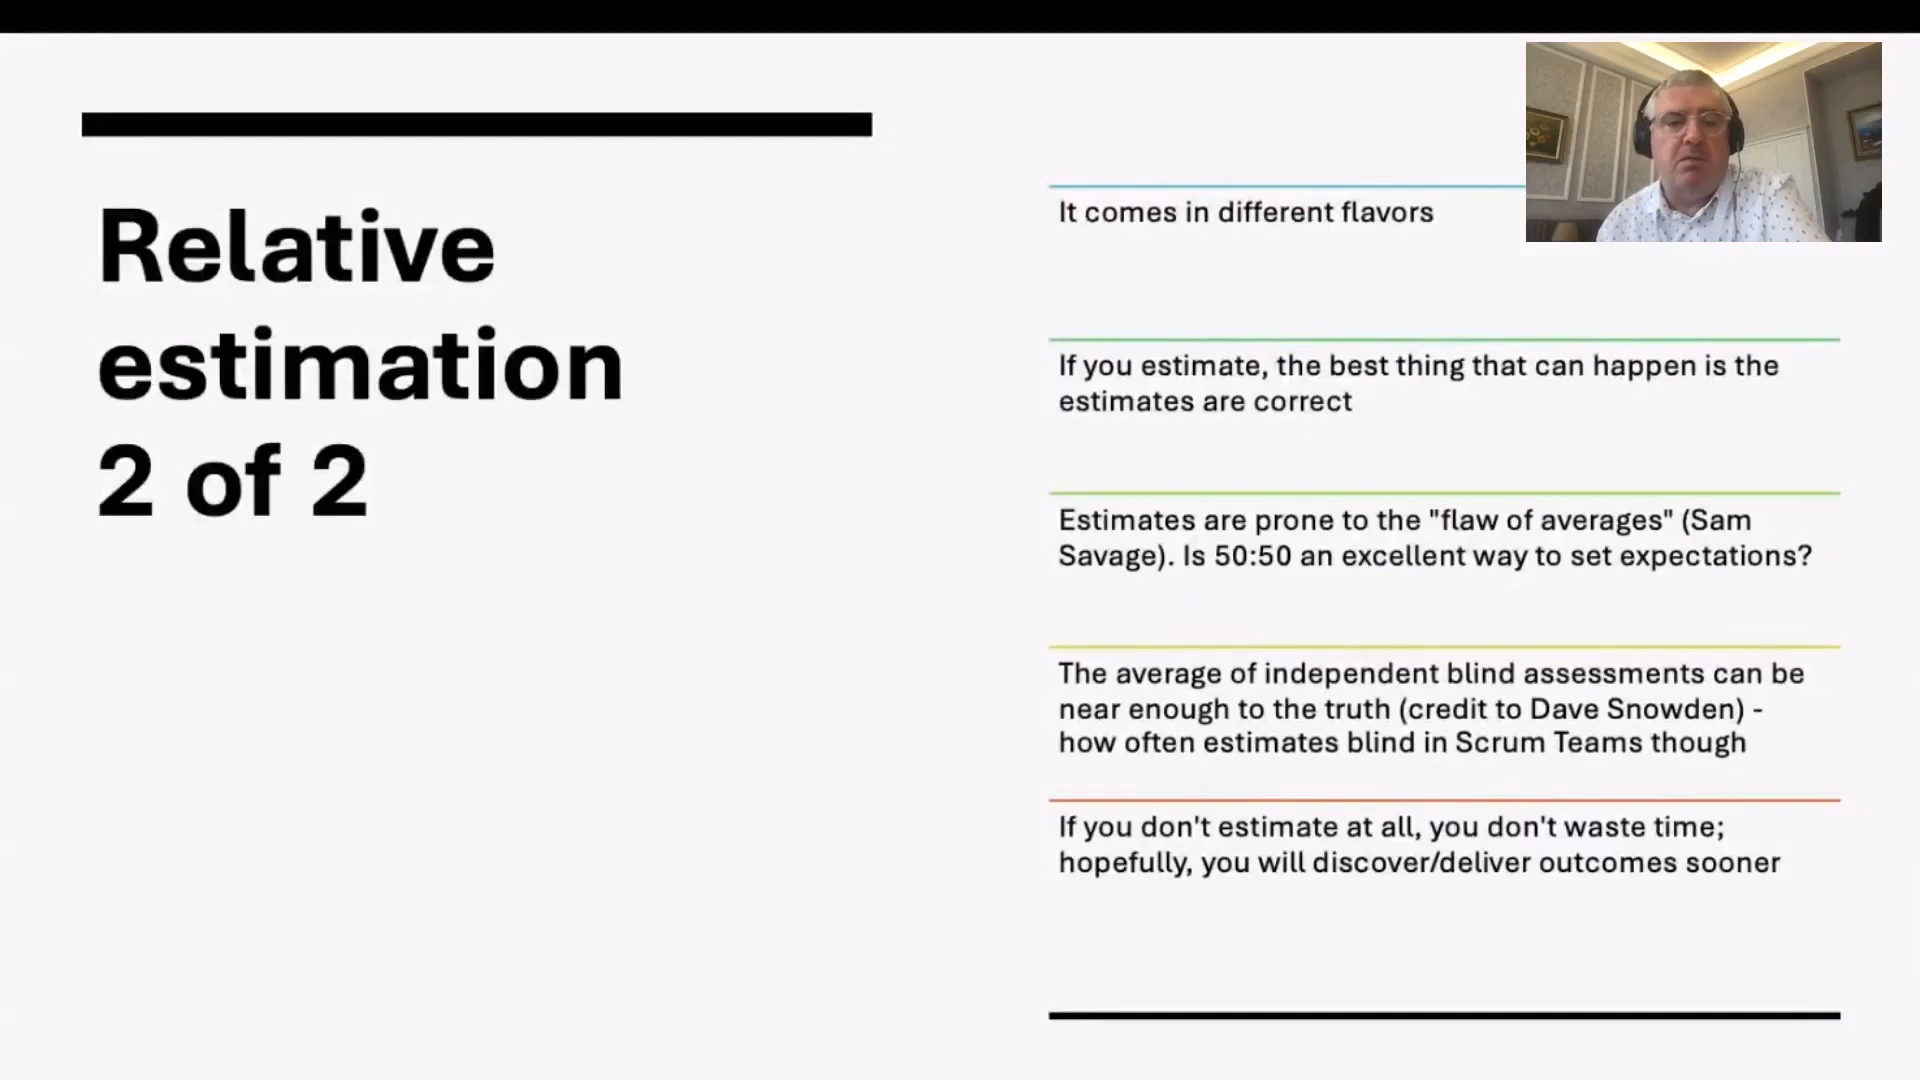 Relative
estimation
2 of 2
It comes in different flavors
If you estimate, the best thing that can happen is the
estimates are correct
Estimates are prone to the "flaw of averages" (Sam
Savage). Is 50:50 an excellent way to set expectations?
The average of independent blind assessments can be
near enough to the truth (credit to Dave Snowden) -
how often estimates blind in Scrum Teams though
If you don't estimate at all, you don't waste time;
hopefully, you will discover/deliver outcomes sooner